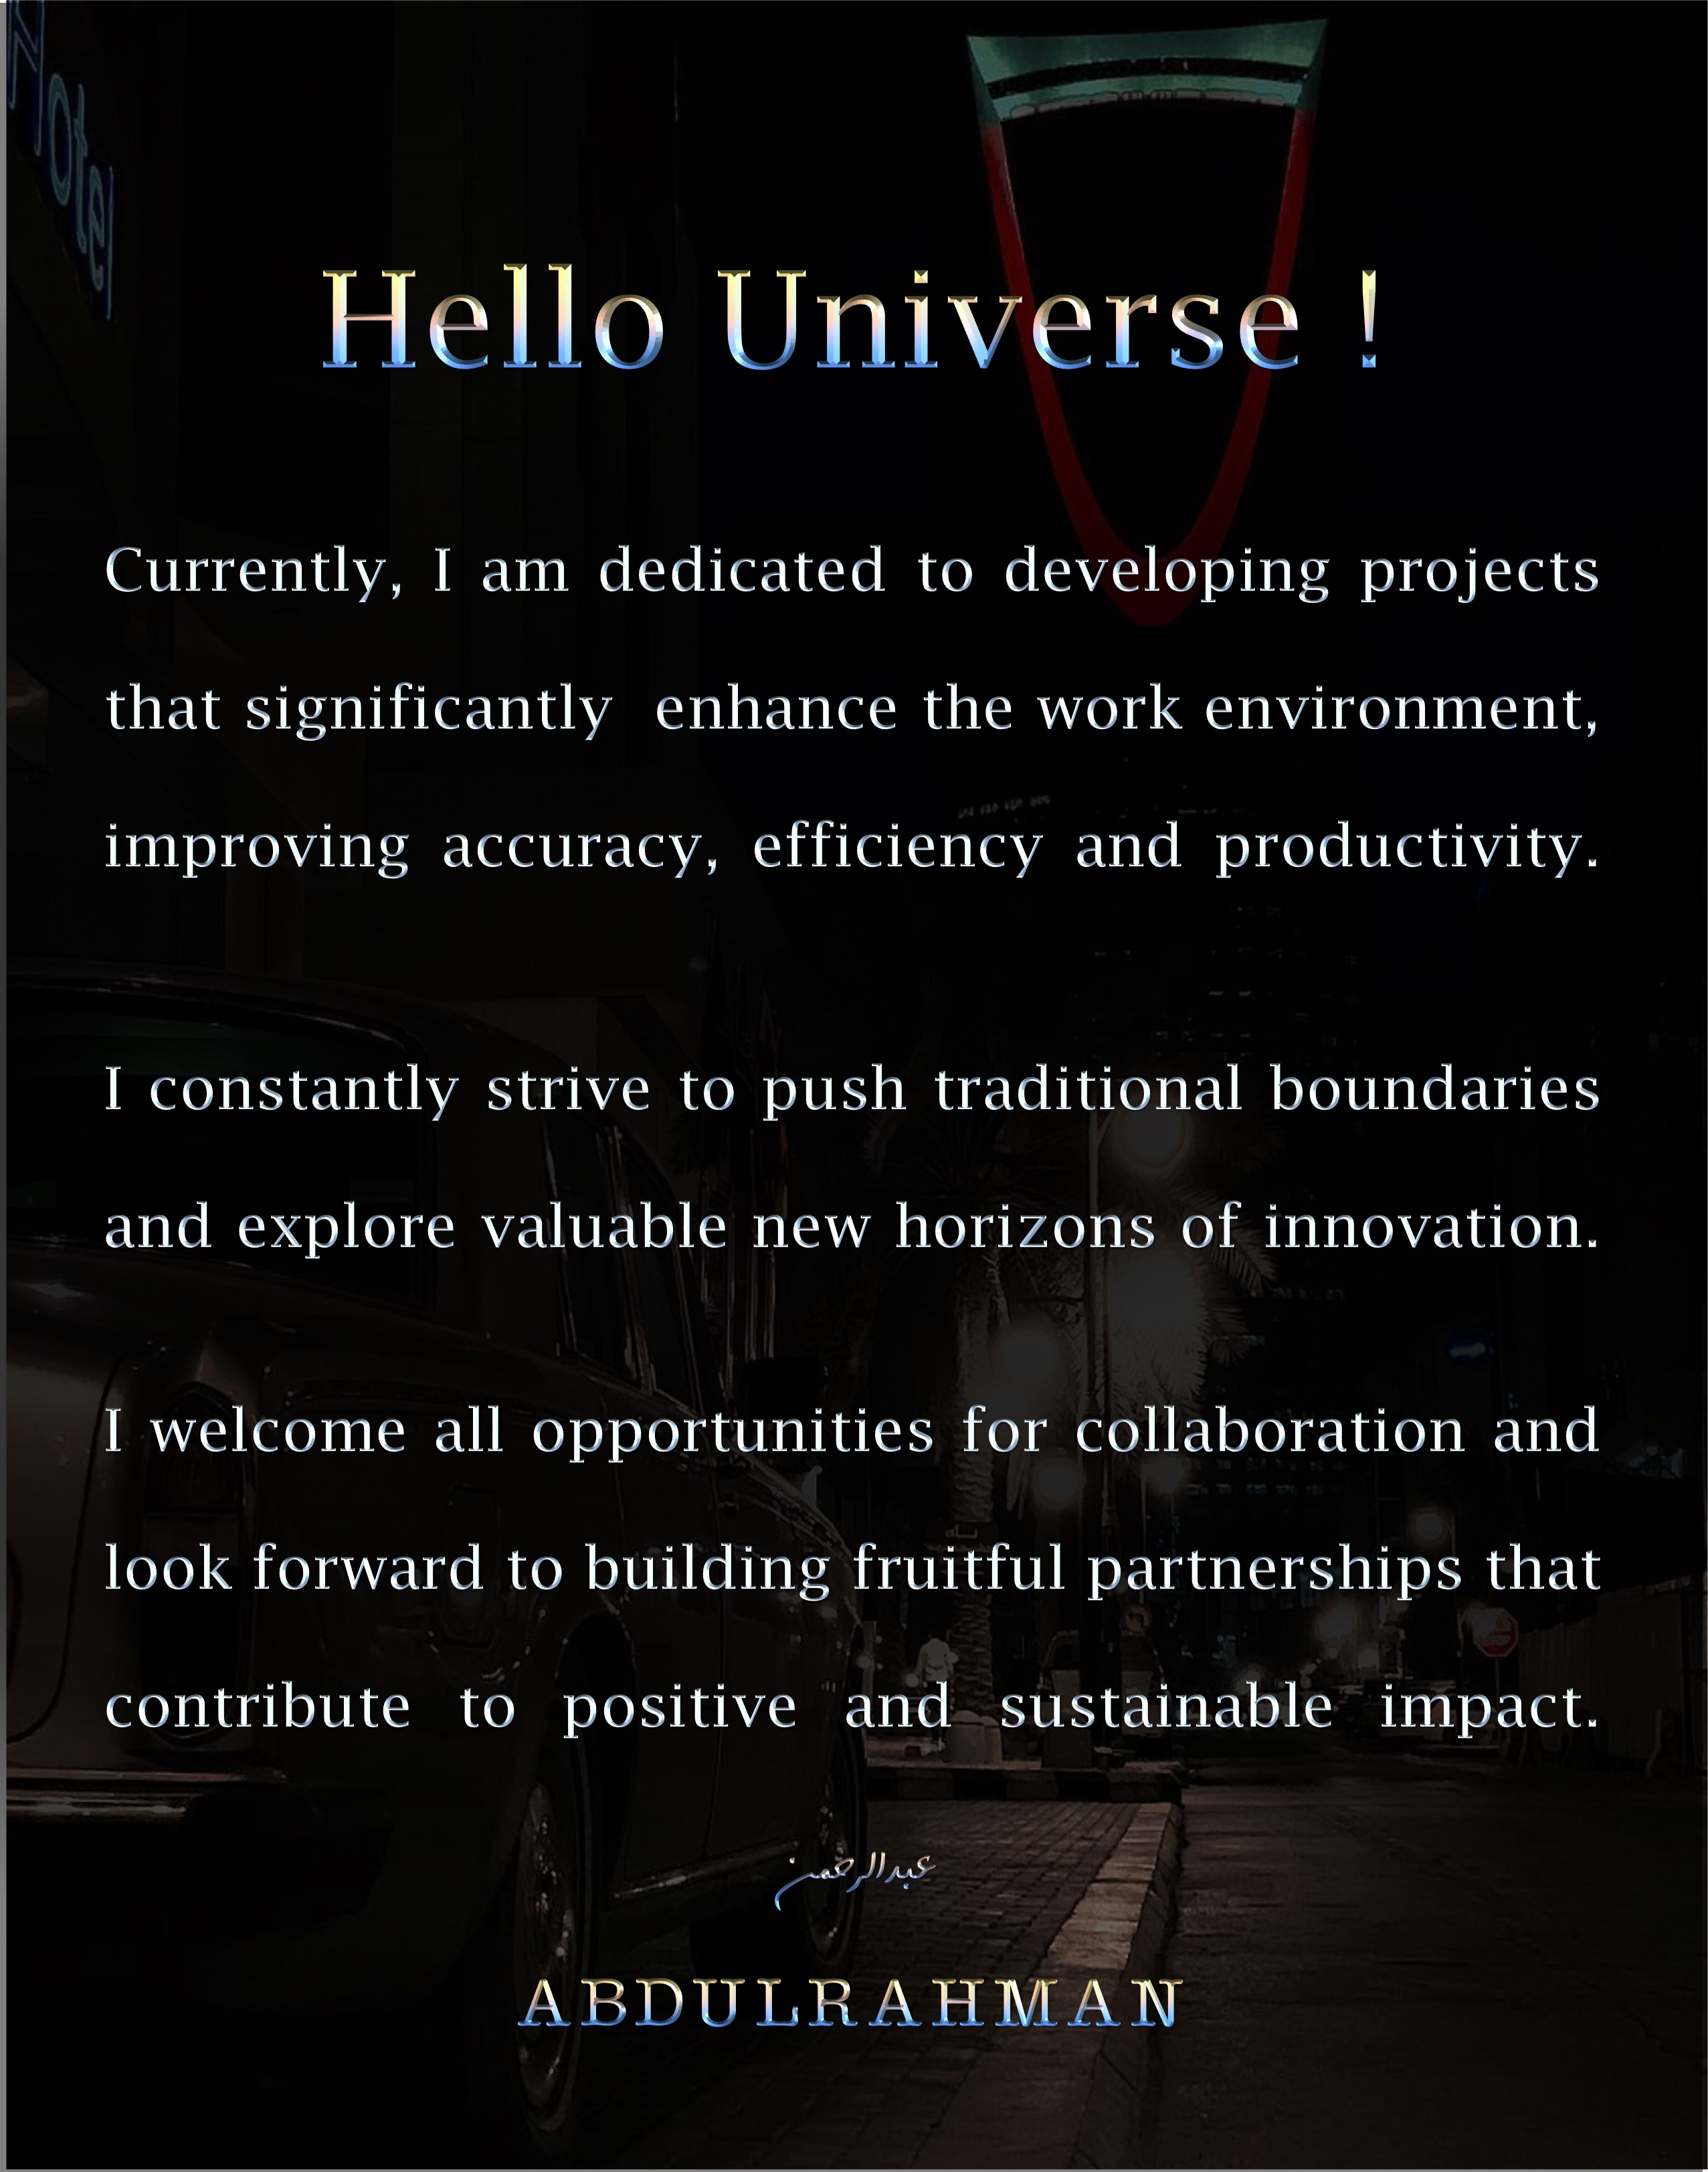 Hotel
Hello Universe !
Currently, I am dedicated to developing projects
that significantly enhance the work environment,
improving accuracy, efficiency and productivity.
I constantly strive to push traditional boundaries
and explore valuable new horizons of innovation.
I welcome all opportunities for collaboration and
look forward to building fruitful partnerships that
contribute to positive and sustainable impact.
عبدالرحمن
ABDULRAHMAN